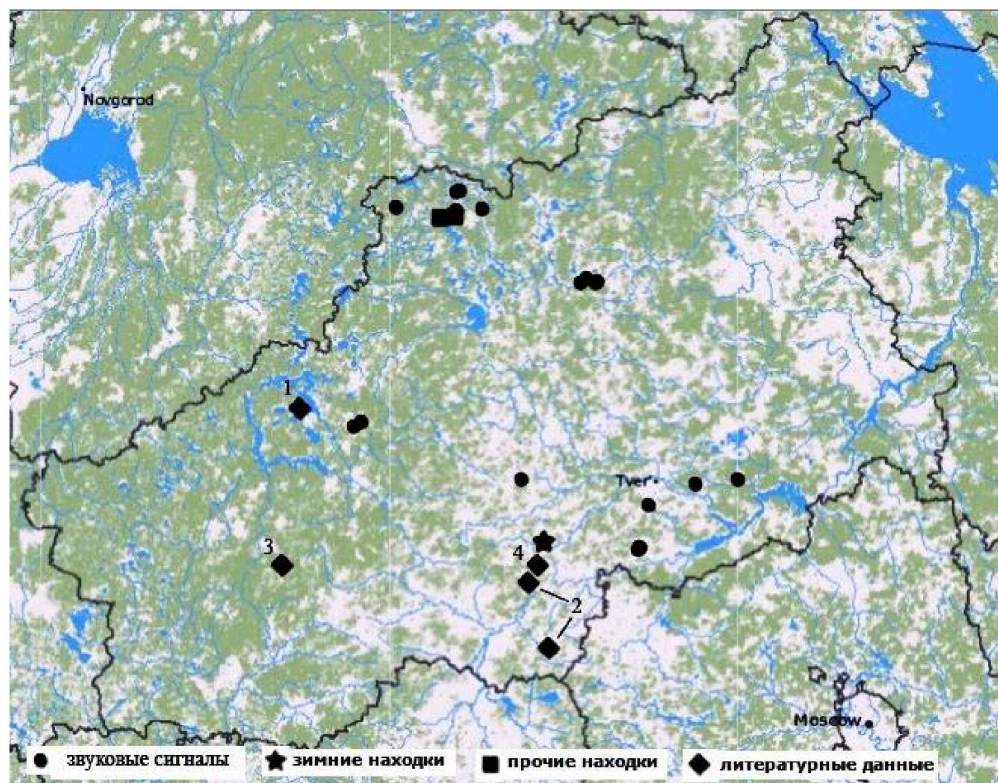 Novgorod
1
Tver'
3
4
2
Moscow
звуковые сигналы
зимние находки
прочие находки
литературные данные